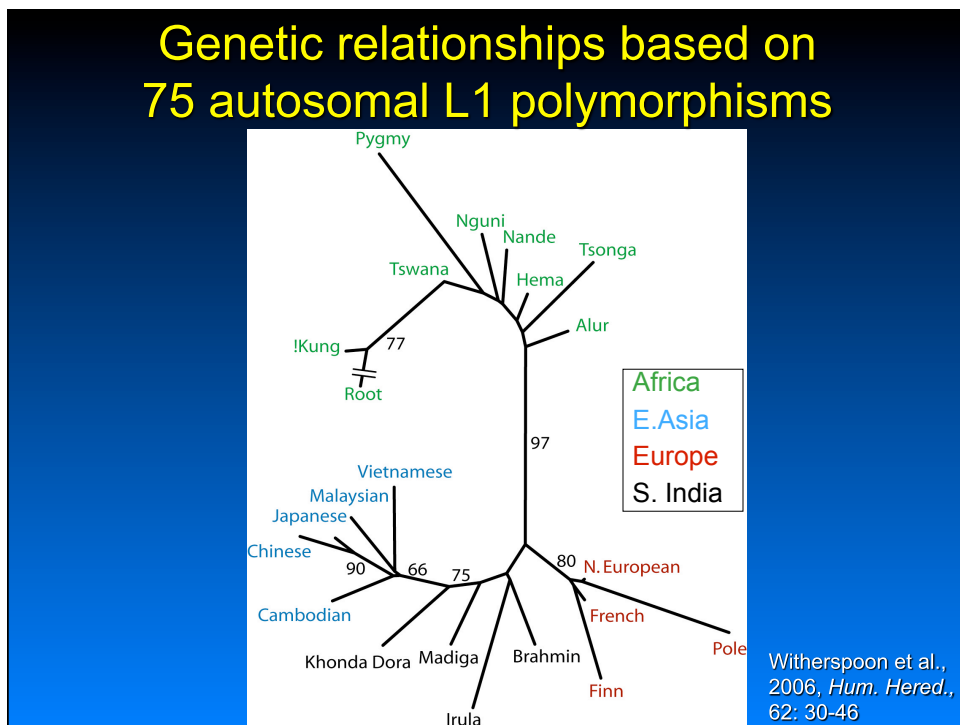 Genetic relationships based on
75 autosomal L1 polymorphisms
Pygmy
Nguni
Nande
Tsonga
Tswana
Hema
Alur
!Kung
77
Root
Africa
E.Asia
Europe
S. India
97
Vietnamese
Malaysian
Japanese
Chinese
90
66
75
80
N. European
Cambodian
French
Khonda Dora
Madiga
Brahmin
Pole
Finn
Irula
Witherspoon et al.,
2006, Hum. Hered.,
62: 30-46